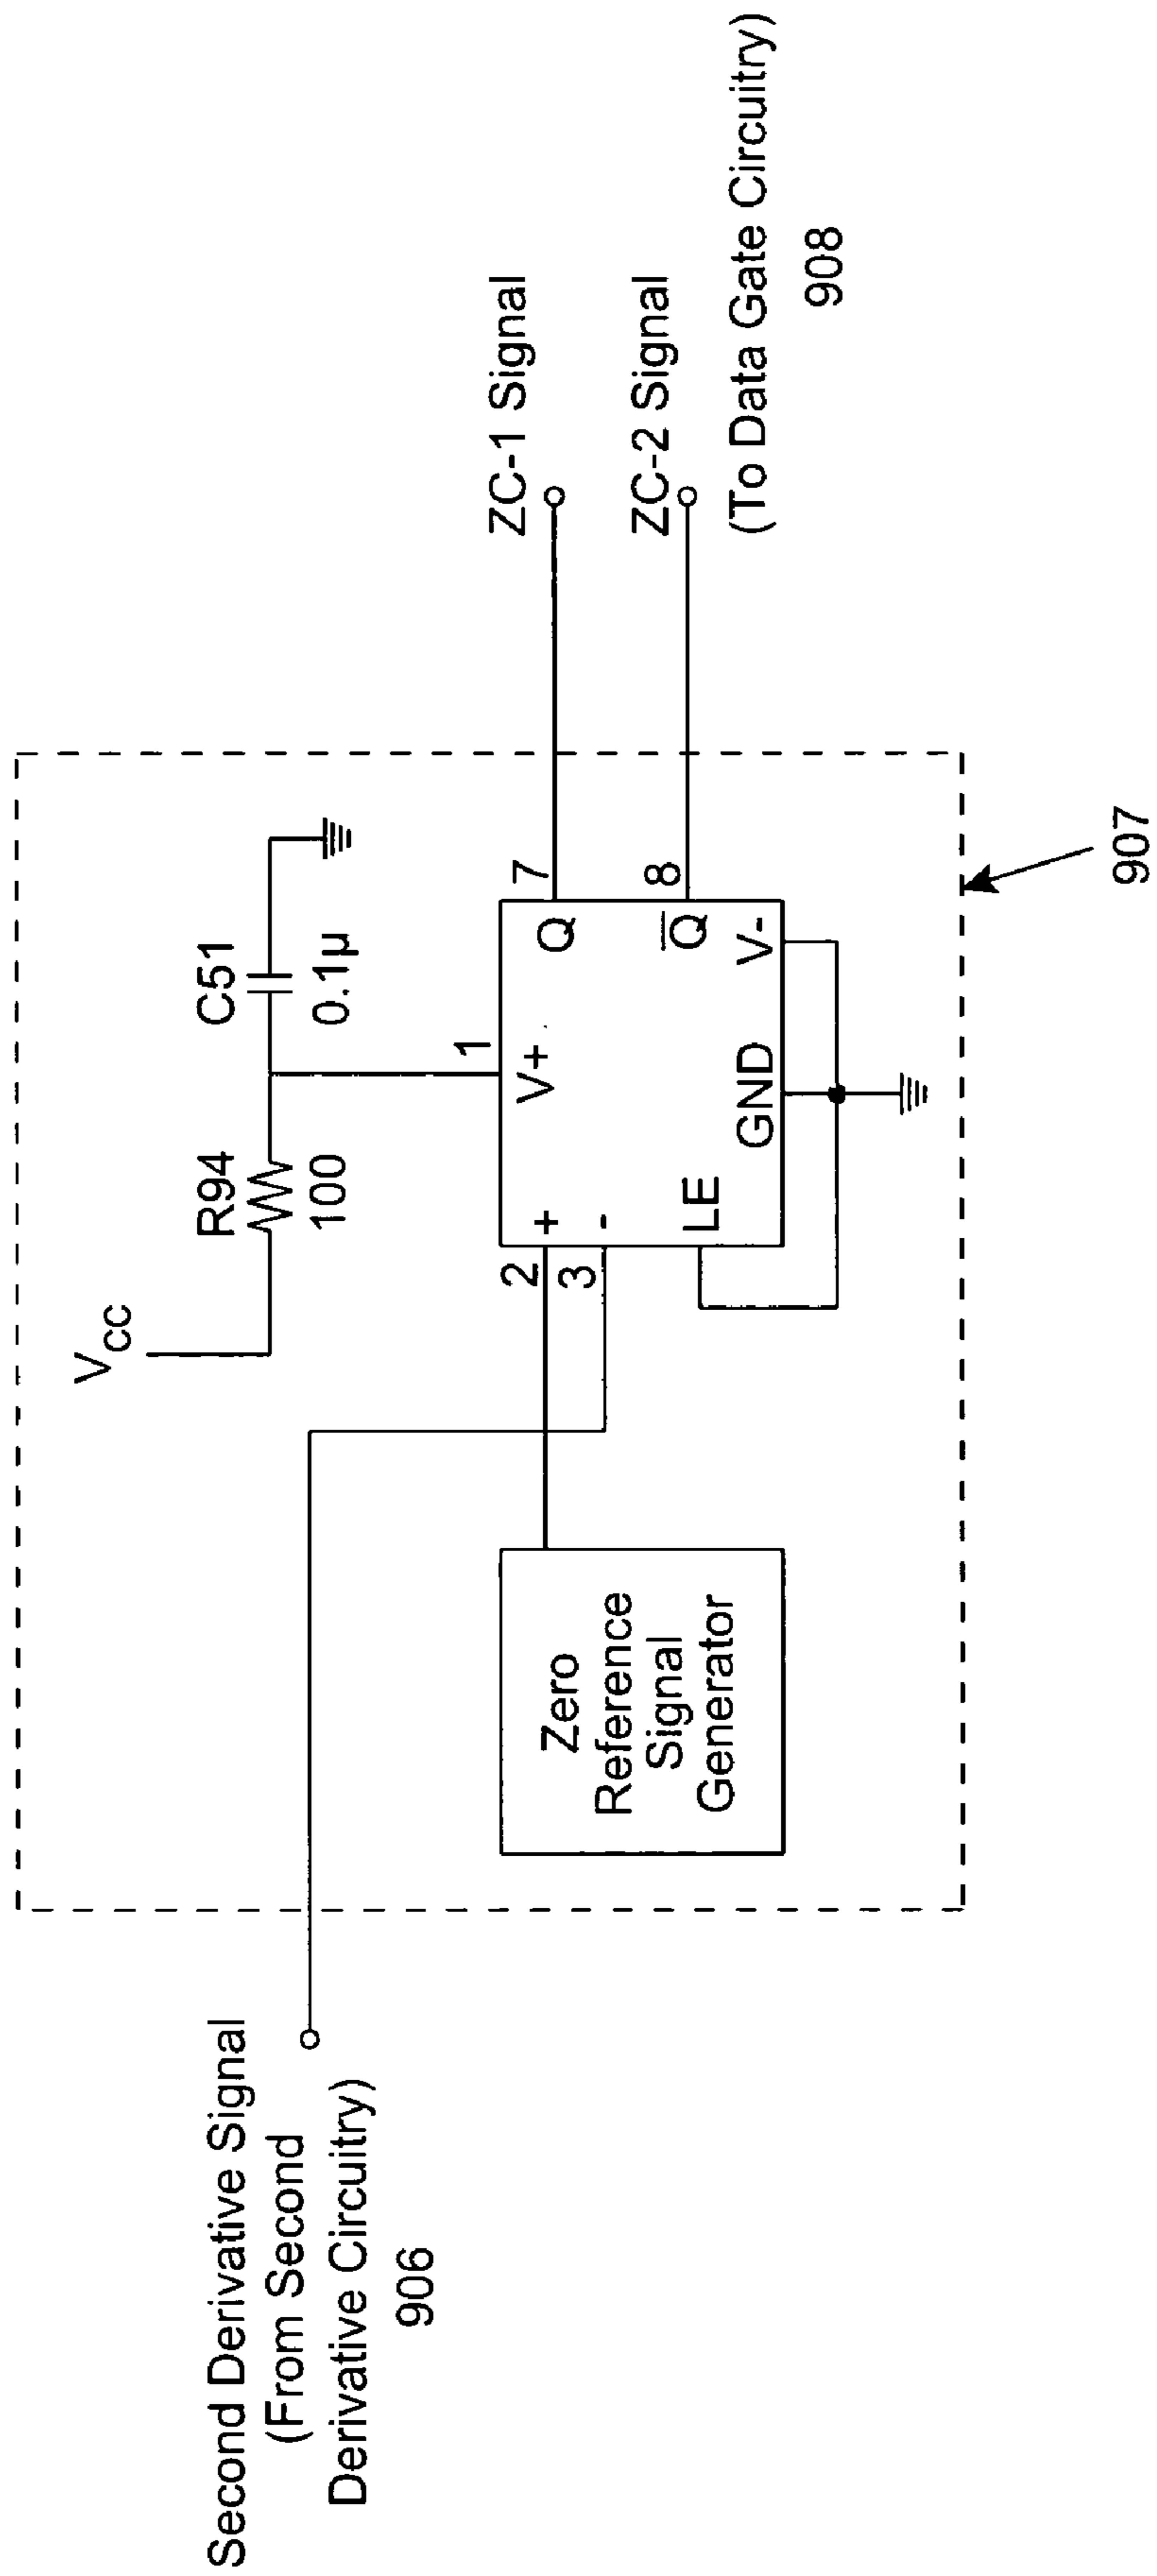 Second Derivative Signal
(From Second
Derivative Circuitry)
906
Zero
Reference
Signal
Generator
VCC
R94
100
C51
0.1µ
1
2
3
7
8
V+
+
-
LE
GND
V-
Q
Q̅
ZC-1 Signal
ZC-2 Signal
(To Data Gate Circuitry)
908
907